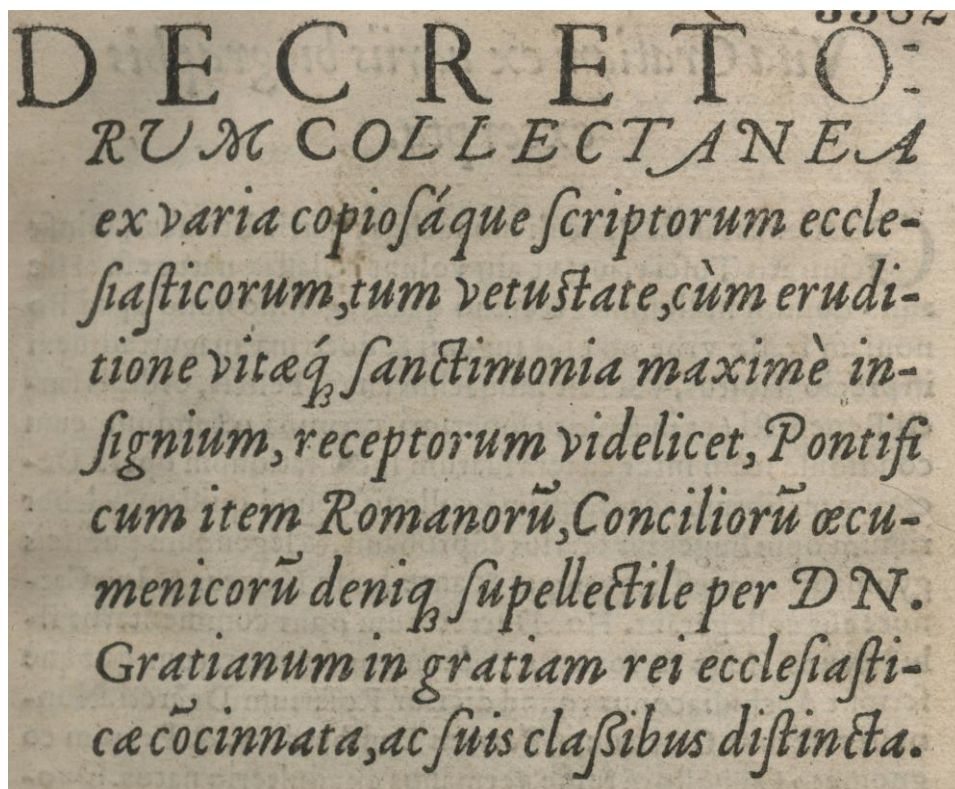 DECRETO-
RUM COLLECTANEA
ex varia copioſáque ſcriptorum eccle-
ſiaſticorum, tum vetuſtate, cùm erudi-
tione vitæq́; ſanctimonia maximè in-
ſignium, receptorum videlicet, Pontifi
cum item Romanorū, Conciliorū œcu-
menicorū deniq; ſupellectile per D N.
Gratianum in gratiam rei eccleſiaſti-
cæ cōcinnata, ac ſuis claſsibus diſtincta.